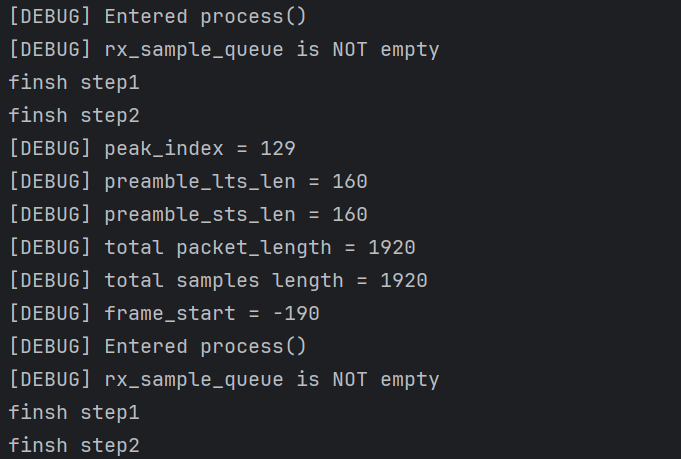 [DEBUG] Entered process()
[DEBUG] rx_sample_queue is NOT empty
finsh step1
finsh step2
[DEBUG] peak_index = 129
[DEBUG] preamble_lts_len = 160
[DEBUG] preamble_sts_len = 160
[DEBUG] total packet_length = 1920
[DEBUG] total samples length = 1920
[DEBUG] frame_start = -190
[DEBUG] Entered process()
[DEBUG] rx_sample_queue is NOT empty
finsh step1
finsh step2